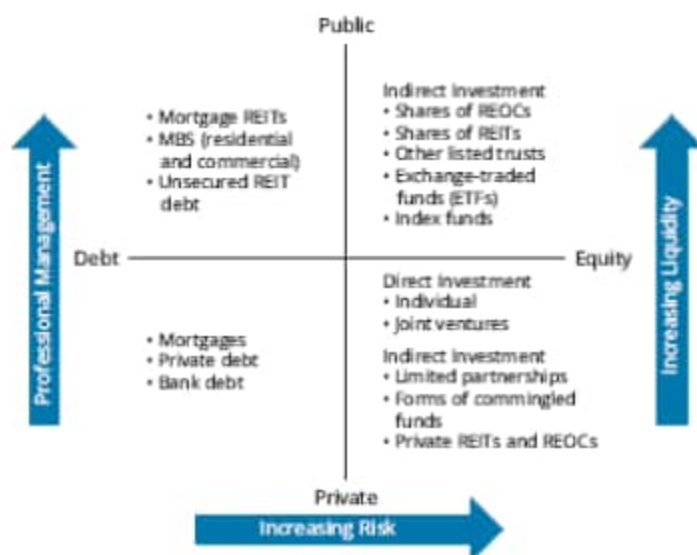 Public
• Mortgage REITs
• MBS (residential
and commercial)
• Unsecured REIT
debt
Indirect Investment
• Shares of REOCs
• Shares of REITs
• Other listed trusts
• Exchange-traded
funds (ETFs)
• Index funds
Professional Management
Increasing Liquidity
Debt
Equity
• Mortgages
• Private debt
• Bank debt
Direct Investment
• Individual
• Joint ventures
Indirect Investment
• Limited partnerships
• Forms of commingled
funds
• Private REITs and REOCs
Private
Increasing Risk